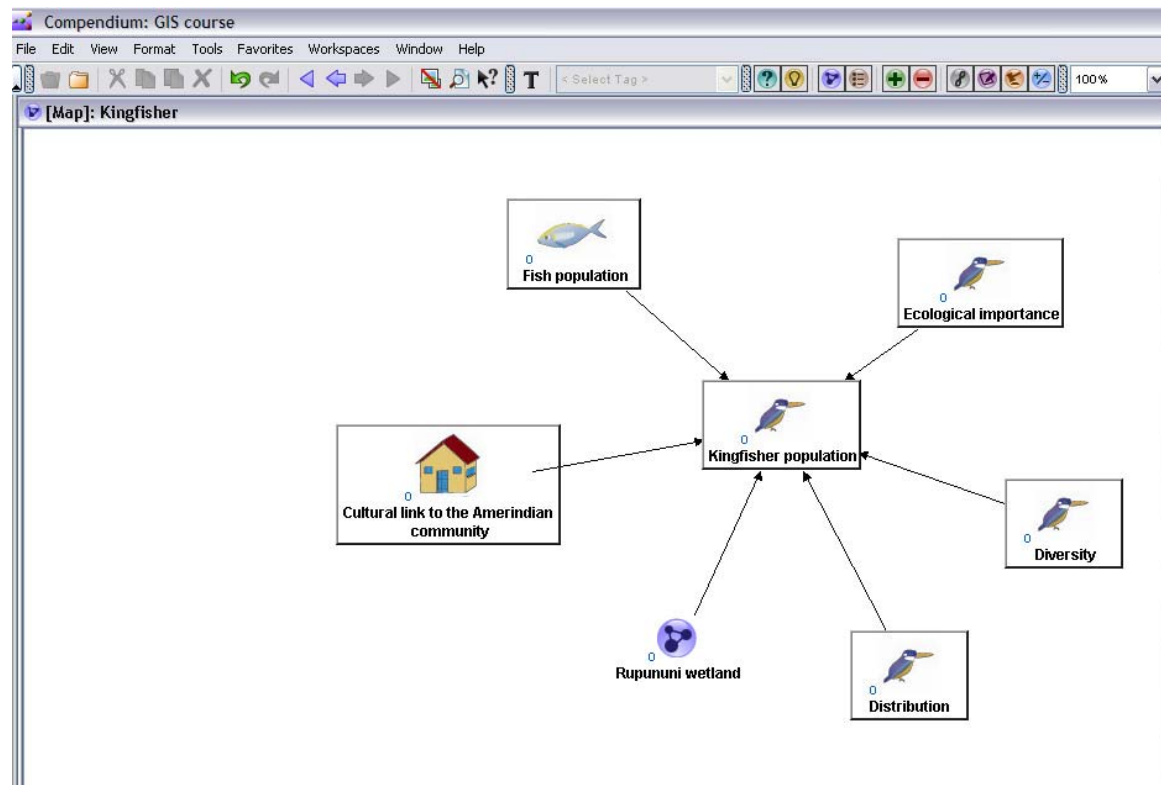 Compendium: GIS course
File Edit View Format Tools Favorites Workspaces Window Help
T < Select Tag > 100%
[Map]: Kingfisher
0
Fish population
0
Ecological importance
0
Kingfisher population
0
Cultural link to the Amerindian
community
0
Diversity
0
Rupununi wetland
0
Distribution